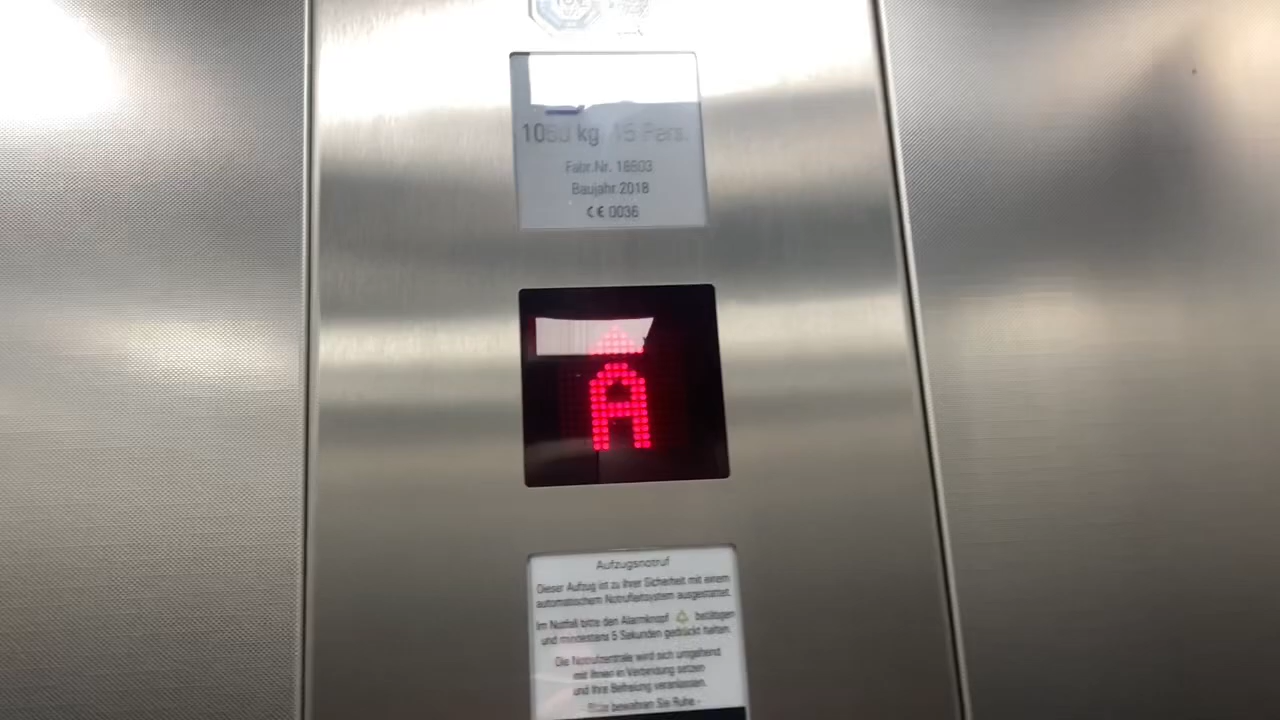 1050 kg 15 Pers.
Fabr.Nr. 18603
Baujahr 2018
CE 0036
A
Aufzugsnotruf
Dieser Aufzug ist zu Ihrer Sicherheit mit einem
automatischem Notrufleitsystem ausgestattet.
Im Notfall bitte den Alarmknopf betätigen
und mindestens 5 Sekunden gedrückt halten.
Die Notrufzentrale wird sich umgehend
mit Ihnen in Verbindung setzen
und Ihre Befreiung veranlassen.
- Bitte bewahren Sie Ruhe -